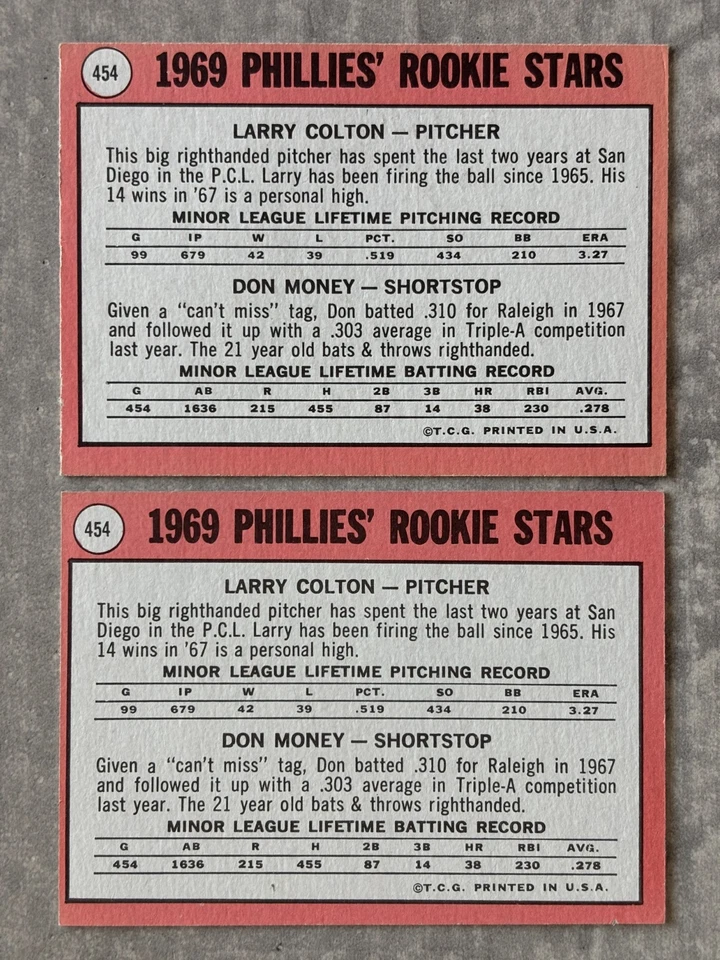 454 1969 PHILLIES' ROOKIE STARS
LARRY COLTON — PITCHER
This big righthanded pitcher has spent the last two years at San
Diego in the P.C.L. Larry has been firing the ball since 1965. His
14 wins in '67 is a personal high.
MINOR LEAGUE LIFETIME PITCHING RECORD
G IP W L PCT. SO BB ERA
99 679 42 39 .519 434 210 3.27
DON MONEY — SHORTSTOP
Given a "can't miss" tag, Don batted .310 for Raleigh in 1967
and followed it up with a .303 average in Triple-A competition
last year. The 21 year old bats & throws righthanded.
MINOR LEAGUE LIFETIME BATTING RECORD
G AB R H 2B 3B HR RBI AVG.
454 1636 215 455 87 14 38 230 .278
©T.C.G. PRINTED IN U.S.A.
454 1969 PHILLIES' ROOKIE STARS
LARRY COLTON — PITCHER
This big righthanded pitcher has spent the last two years at San
Diego in the P.C.L. Larry has been firing the ball since 1965. His
14 wins in '67 is a personal high.
MINOR LEAGUE LIFETIME PITCHING RECORD
G IP W L PCT. SO BB ERA
99 679 42 39 .519 434 210 3.27
DON MONEY — SHORTSTOP
Given a "can't miss" tag, Don batted .310 for Raleigh in 1967
and followed it up with a .303 average in Triple-A competition
last year. The 21 year old bats & throws righthanded.
MINOR LEAGUE LIFETIME BATTING RECORD
G AB R H 2B 3B HR RBI AVG.
454 1636 215 455 87 14 38 230 .278
©T.C.G. PRINTED IN U.S.A.